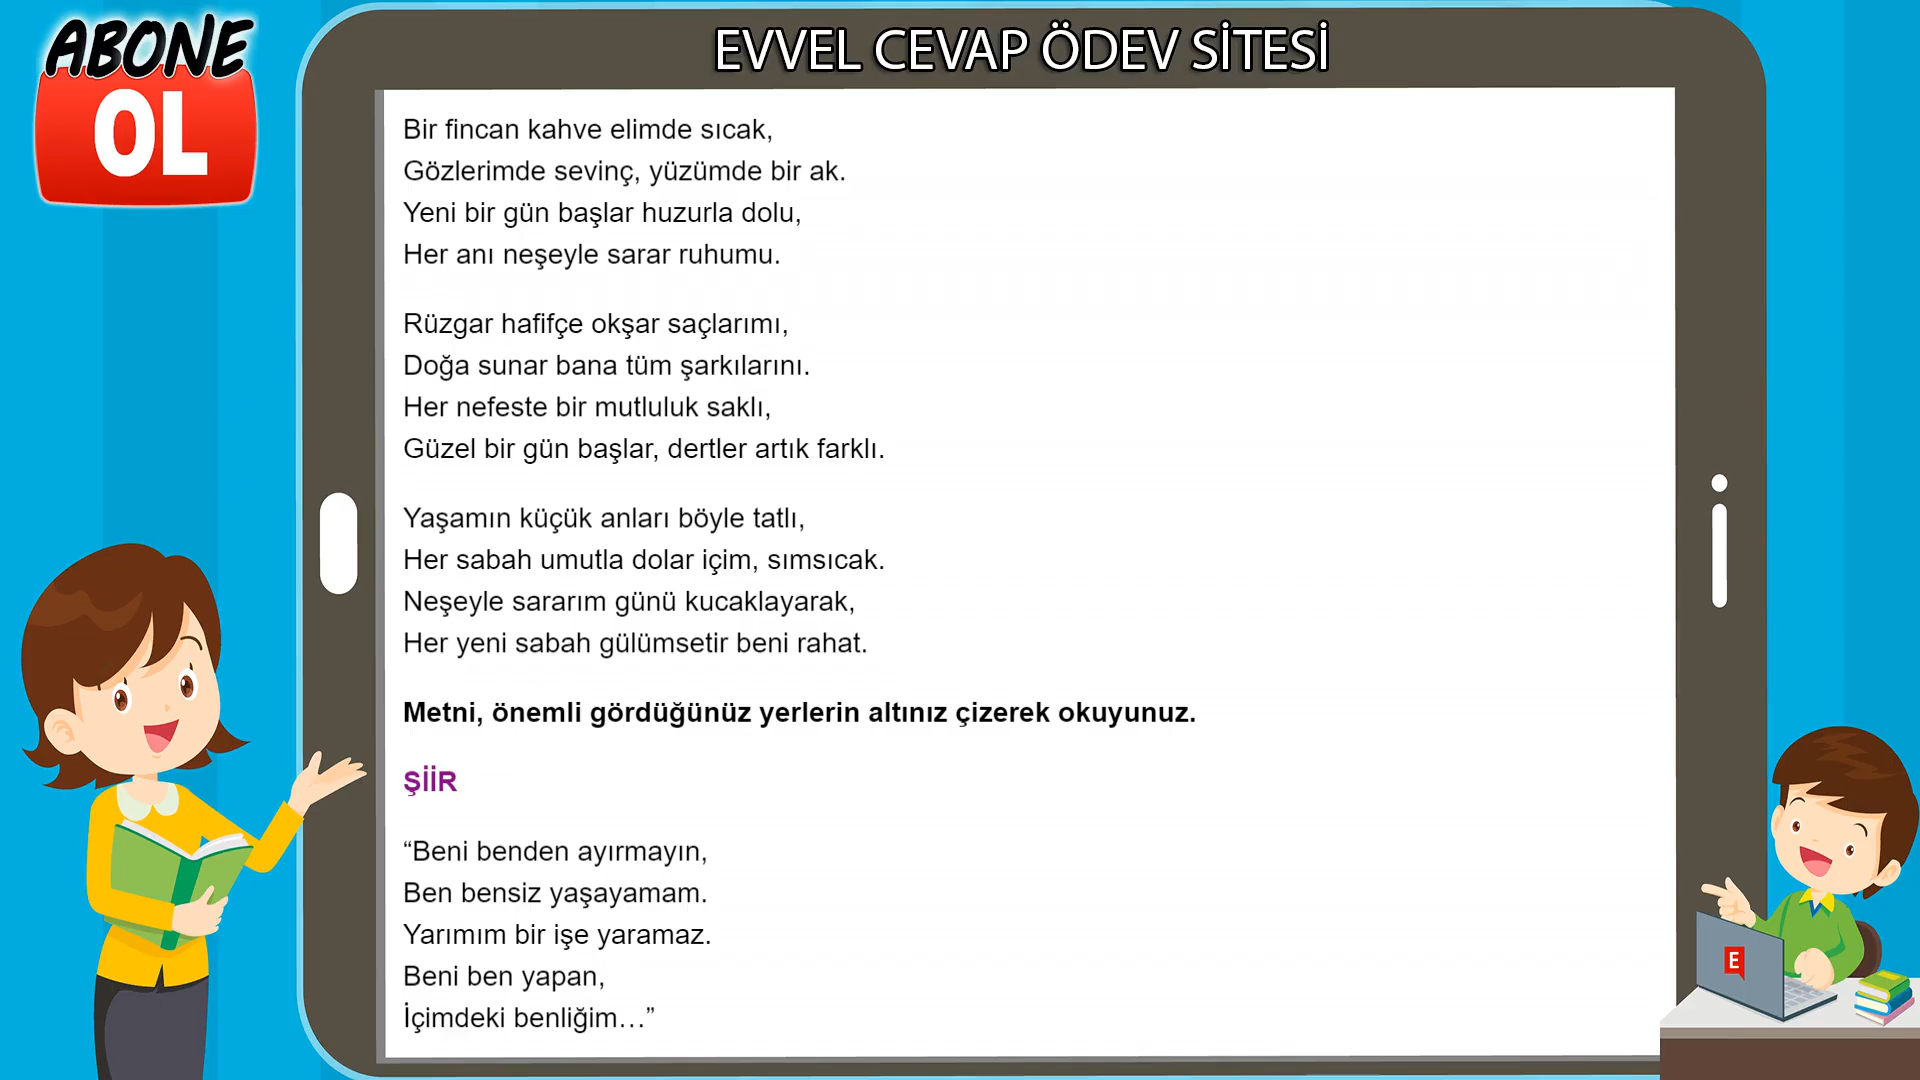 ABONE
OL
EVVEL CEVAP ÖDEV SİTESİ
Bir fincan kahve elimde sıcak,
Gözlerimde sevinç, yüzümde bir ak.
Yeni bir gün başlar huzurla dolu,
Her anı neşeyle sarar ruhumu.
Rüzgar hafifçe okşar saçlarımı,
Doğa sunar bana tüm şarkılarını.
Her nefeste bir mutluluk saklı,
Güzel bir gün başlar, dertler artık farklı.
Yaşamın küçük anları böyle tatlı,
Her sabah umutla dolar içim, sımsıcak.
Neşeyle sararım günü kucaklayarak,
Her yeni sabah gülümsetir beni rahat.
Metni, önemli gördüğünüz yerlerin altınız çizerek okuyunuz.
ŞİİR
“Beni benden ayırmayın,
Ben bensiz yaşayamam.
Yarımım bir işe yaramaz.
Beni ben yapan,
İçimdeki benliğim…”
E